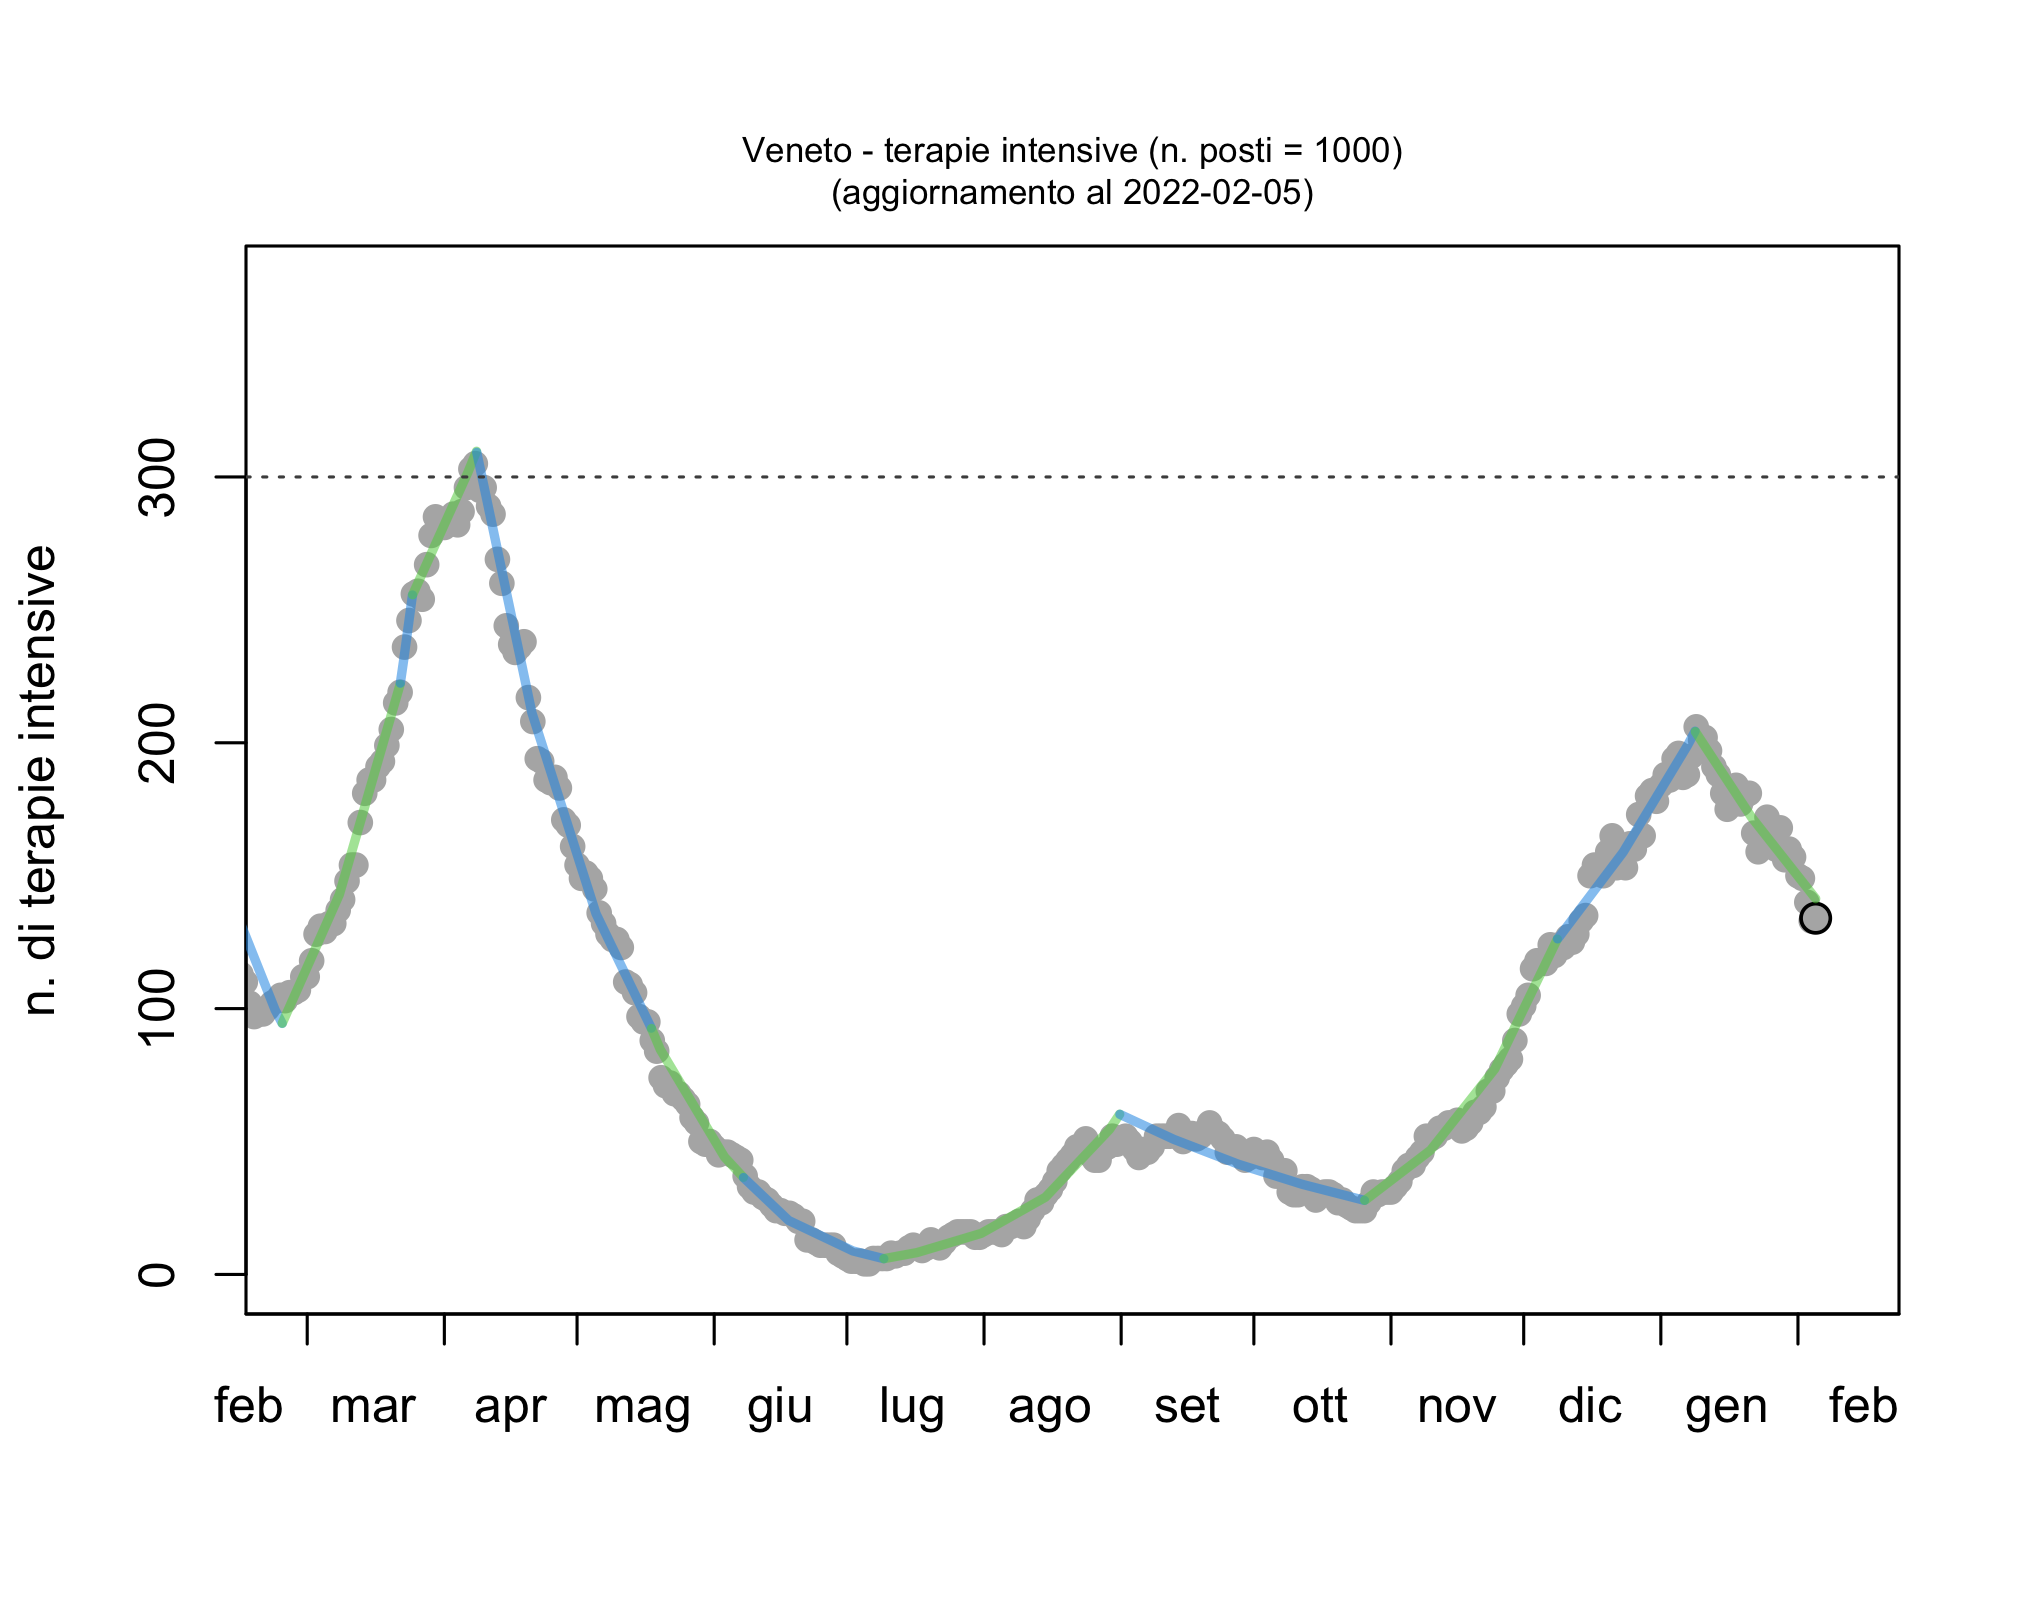 Veneto - terapie intensive (n. posti = 1000)
(aggiornamento al 2022-02-05)
n. di terapie intensive
300
200
100
0
feb mar apr mag giu lug ago set ott nov dic gen feb